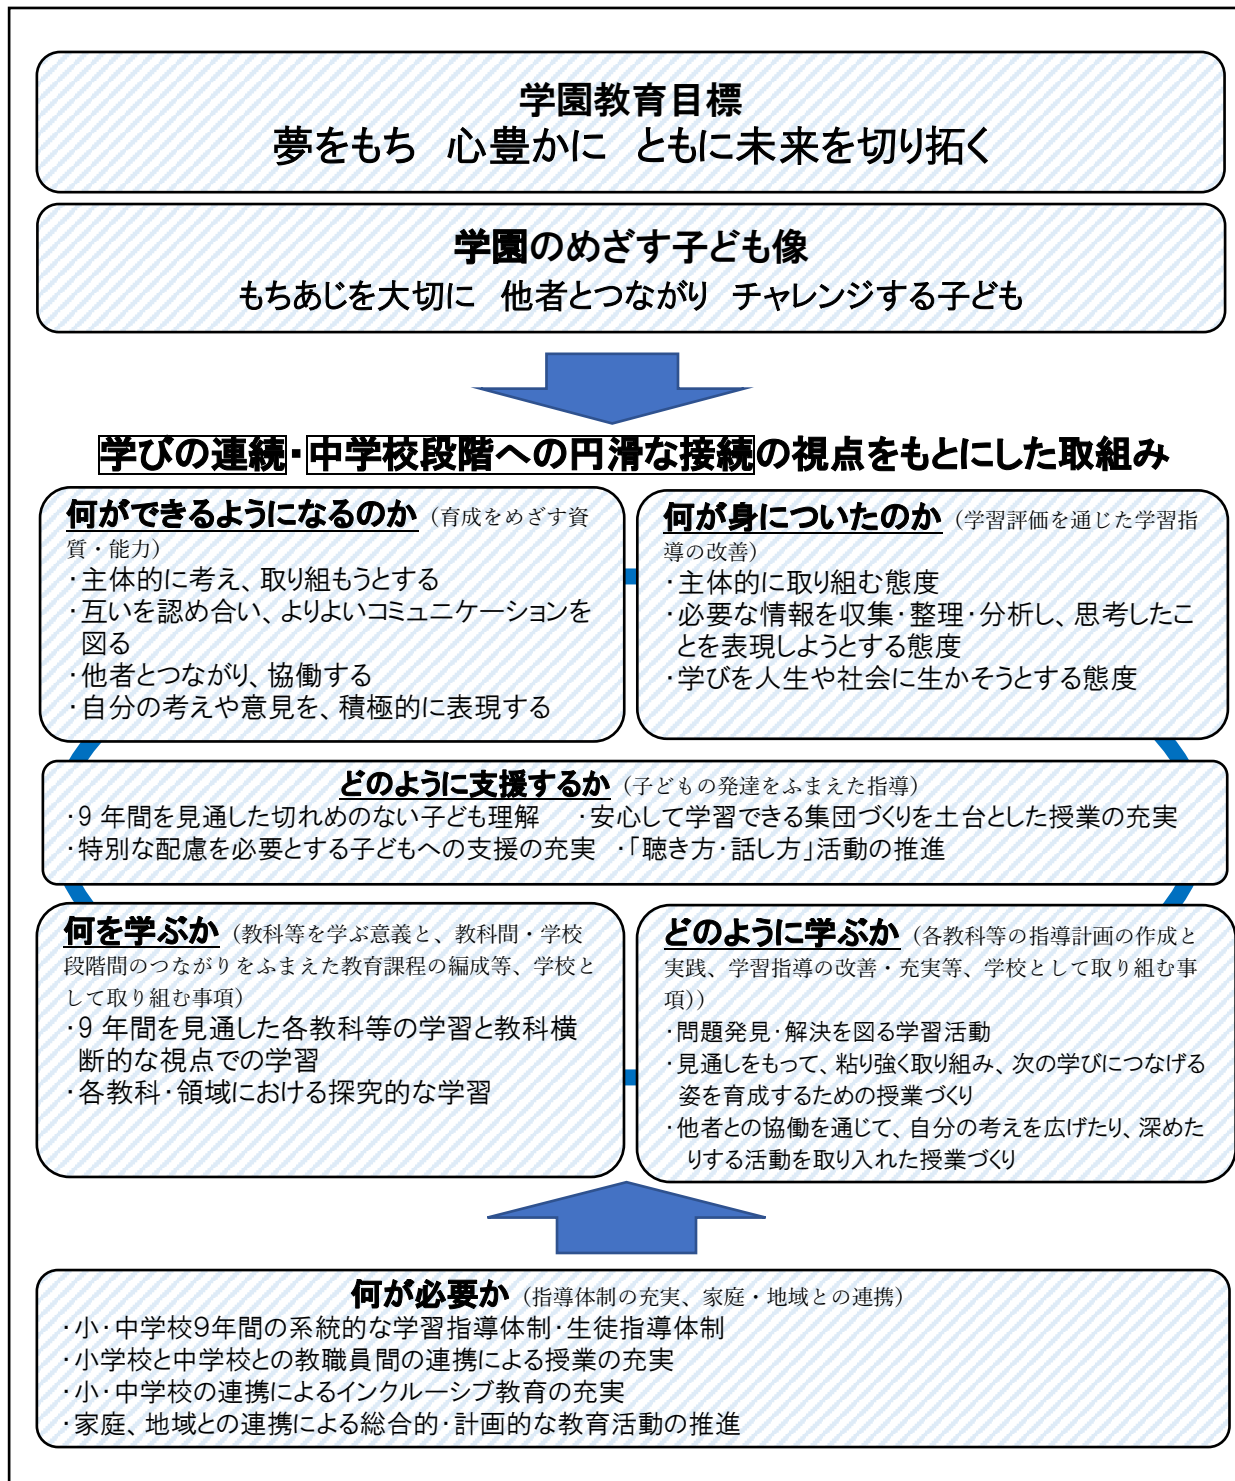 学園教育目標
夢をもち　心豊かに　ともに未来を切り拓く
学園のめざす子ども像
もちあじを大切に　他者とつながり　チャレンジする子ども
学びの連続・中学校段階への円滑な接続の視点をもとにした取組み
何ができるようになるのか（育成をめざす資
質・能力）
・主体的に考え、取り組もうとする
・互いを認め合い、よりよいコミュニケーションを
図る
・他者とつながり、協働する
・自分の考えや意見を、積極的に表現する
何が身についたのか（学習評価を通じた学習指
導の改善）
・主体的に取り組む態度
・必要な情報を収集・整理・分析し、思考したこ
とを表現しようとする態度
・学びを人生や社会に生かそうとする態度
どのように支援するか（子どもの発達をふまえた指導）
・9 年間を見通した切れめのない子ども理解　・安心して学習できる集団づくりを土台とした授業の充実
・特別な配慮を必要とする子どもへの支援の充実　・「聴き方・話し方」活動の推進
何を学ぶか（教科等を学ぶ意義と、教科間・学校
段階間のつながりをふまえた教育課程の編成等、学校と
して取り組む事項）
・9 年間を見通した各教科等の学習と教科横
断的な視点での学習
・各教科・領域における探究的な学習
どのように学ぶか（各教科等の指導計画の作成と
実践、学習指導の改善・充実等、学校として取り組む事
項））
・問題発見・解決を図る学習活動
・見通しをもって、粘り強く取り組み、次の学びにつなげる
姿を育成するための授業づくり
・他者との協働を通じて、自分の考えを広げたり、深めた
りする活動を取り入れた授業づくり
何が必要か（指導体制の充実、家庭・地域との連携）
・小・中学校９年間の系統的な学習指導体制・生徒指導体制
・小学校と中学校との教職員間の連携による授業の充実
・小・中学校の連携によるインクルーシブ教育の充実
・家庭、地域との連携による総合的・計画的な教育活動の推進